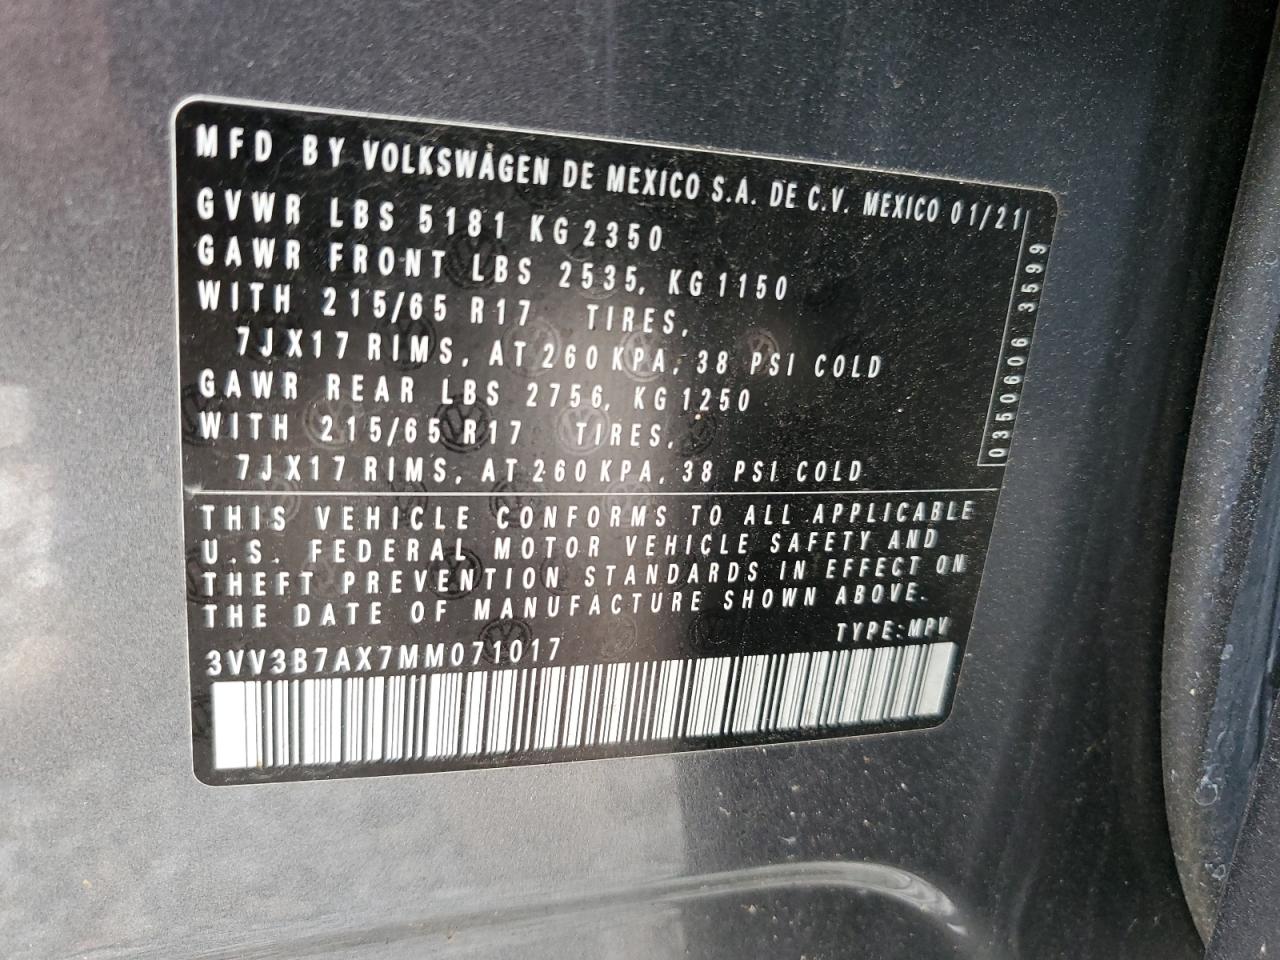 MFD BY VOLKSWAGEN DE MEXICO S.A. DE C.V. MEXICO 01/21
GVWR LBS 5181 KG 2350
GAWR FRONT LBS 2535, KG 1150
WITH 215/65 R17 TIRES,
7JX17 RIMS, AT 260 KPA, 38 PSI COLD
GAWR REAR LBS 2756, KG 1250
WITH 215/65 R17 TIRES,
7JX17 RIMS, AT 260 KPA, 38 PSI COLD
0350606 3599
THIS VEHICLE CONFORMS TO ALL APPLICABLE
U.S. FEDERAL MOTOR VEHICLE SAFETY AND
THEFT PREVENTION STANDARDS IN EFFECT ON
THE DATE OF MANUFACTURE SHOWN ABOVE.
TYPE: MPV
3VV3B7AX7MM071017